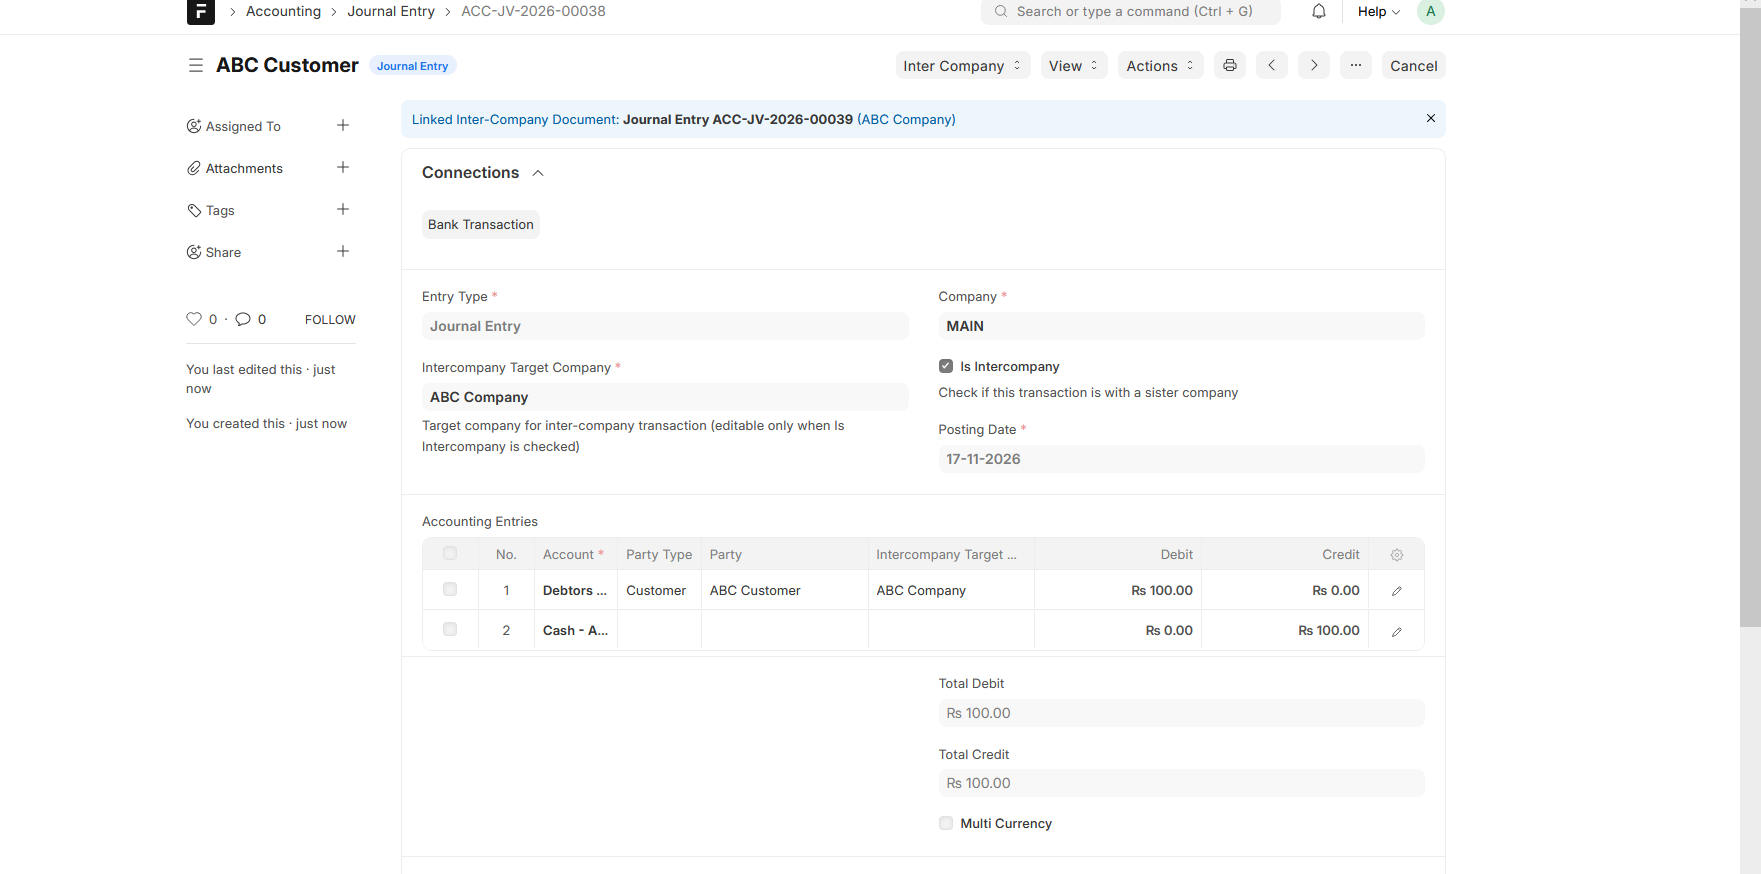 F > Accounting > Journal Entry > ACC-JV-2026-00038
Search or type a command (Ctrl + G)
Help
A
ABC Customer
Journal Entry
Inter Company
View
Actions
Cancel
Assigned To
Attachments
Tags
Share
0 · 0 FOLLOW
You last edited this · just
now
You created this · just now
Linked Inter-Company Document: Journal Entry ACC-JV-2026-00039 (ABC Company)
Connections
Bank Transaction
Entry Type *
Journal Entry
Intercompany Target Company *
ABC Company
Target company for inter-company transaction (editable only when Is
Intercompany is checked)
Company *
MAIN
Is Intercompany
Check if this transaction is with a sister company
Posting Date *
17-11-2026
Accounting Entries
No. Account * Party Type Party Intercompany Target ... Debit Credit
1 Debtors ... Customer ABC Customer ABC Company Rs 100.00 Rs 0.00
2 Cash - A... Rs 0.00 Rs 100.00
Total Debit
Rs 100.00
Total Credit
Rs 100.00
Multi Currency